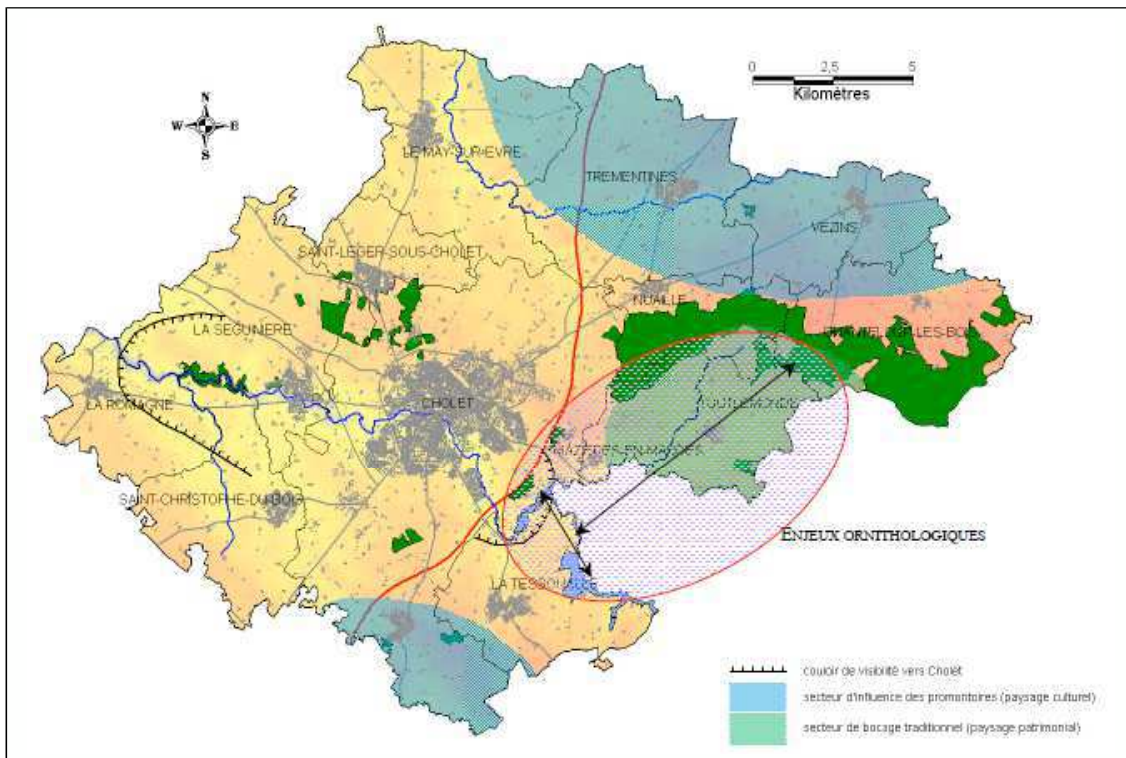 0 2,5 5
Kilomètres
N
W E
S
LE MAY-SUR-EVRE
TREMENTINES
VEZINS
SAINT-LEGER-SOUS-CHOLET
NUAILLE
LA SEGUINIERE
LA ROMAGNE
CHOLET
TOUTLEMONDE
SAINT-CHRISTOPHE-DU-BOIS
ENJEUX ORNITHOLOGIQUES
LA TESSOUALLE
couloir de visibilité vers Cholet
secteur d'influence des promontoires (paysage culturel)
secteur de bocage traditionnel (paysage patrimonial)